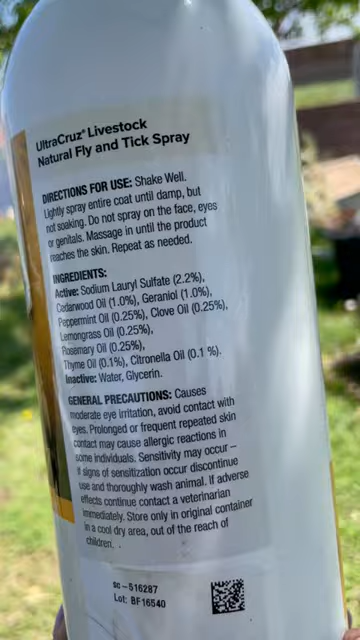 UltraCruz® Livestock
Natural Fly and Tick Spray
DIRECTIONS FOR USE: Shake Well.
Lightly spray entire coat until damp, but
not soaking. Do not spray on the face, eyes
or genitals. Massage in until the product
reaches the skin. Repeat as needed.
INGREDIENTS:
Active: Sodium Lauryl Sulfate (2.2%),
Cedarwood Oil (1.0%), Geraniol (1.0%),
Peppermint Oil (0.25%), Clove Oil (0.25%),
Lemongrass Oil (0.25%),
Rosemary Oil (0.25%),
Thyme Oil (0.1%), Citronella Oil (0.1 %).
Inactive: Water, Glycerin.
GENERAL PRECAUTIONS: Causes
moderate eye irritation, avoid contact with
eyes. Prolonged or frequent repeated skin
contact may cause allergic reactions in
some individuals. Sensitivity may occur –
if signs of sensitization occur discontinue
use and thoroughly wash animal. If adverse
effects continue contact a veterinarian
immediately. Store only in original container
in a cool dry area, out of the reach of
children.
sc-516287
Lot: BF16540